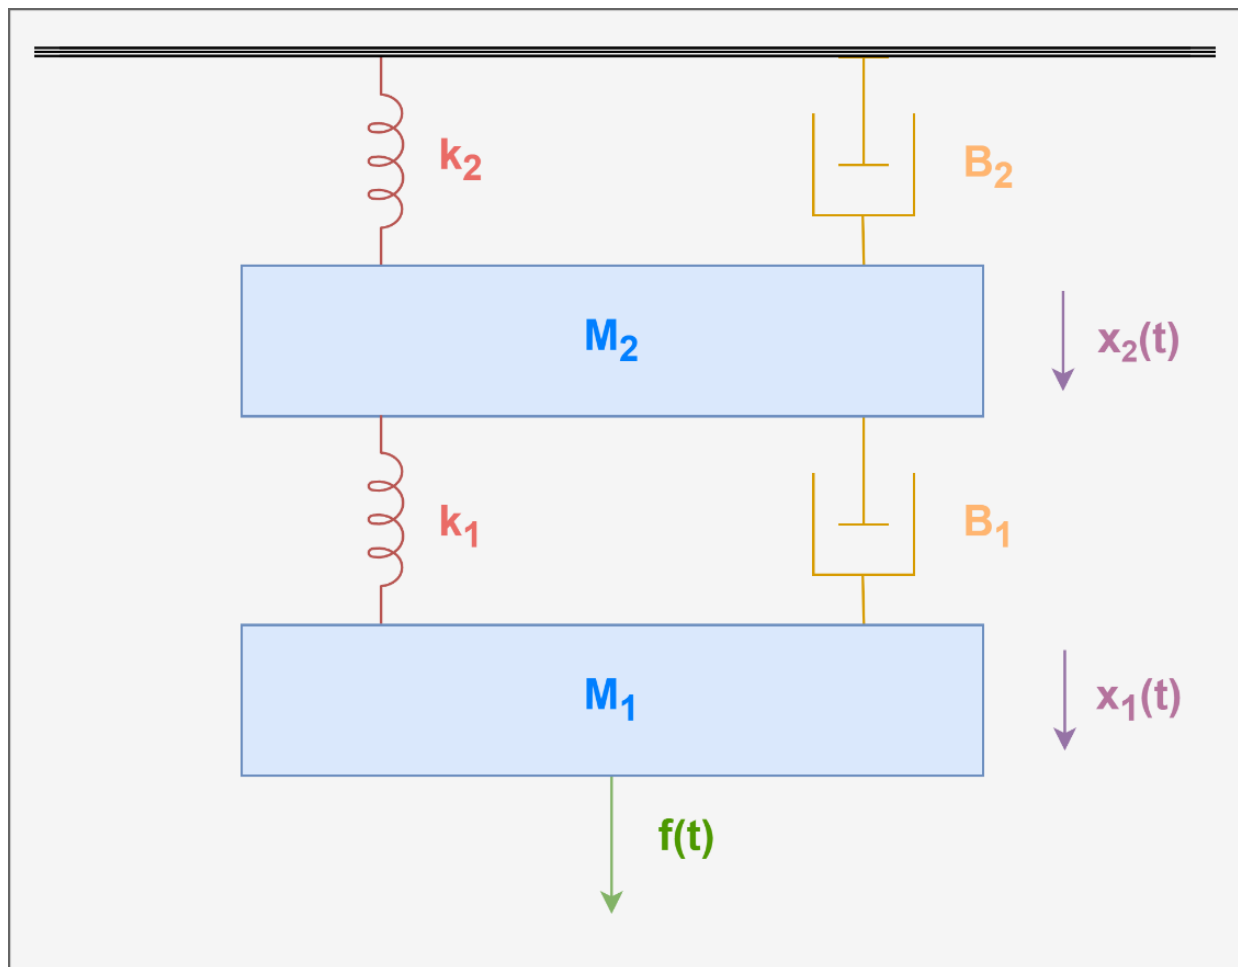 k₂
B₂
M₂
x₂(t)
k₁
B₁
M₁
x₁(t)
f(t)